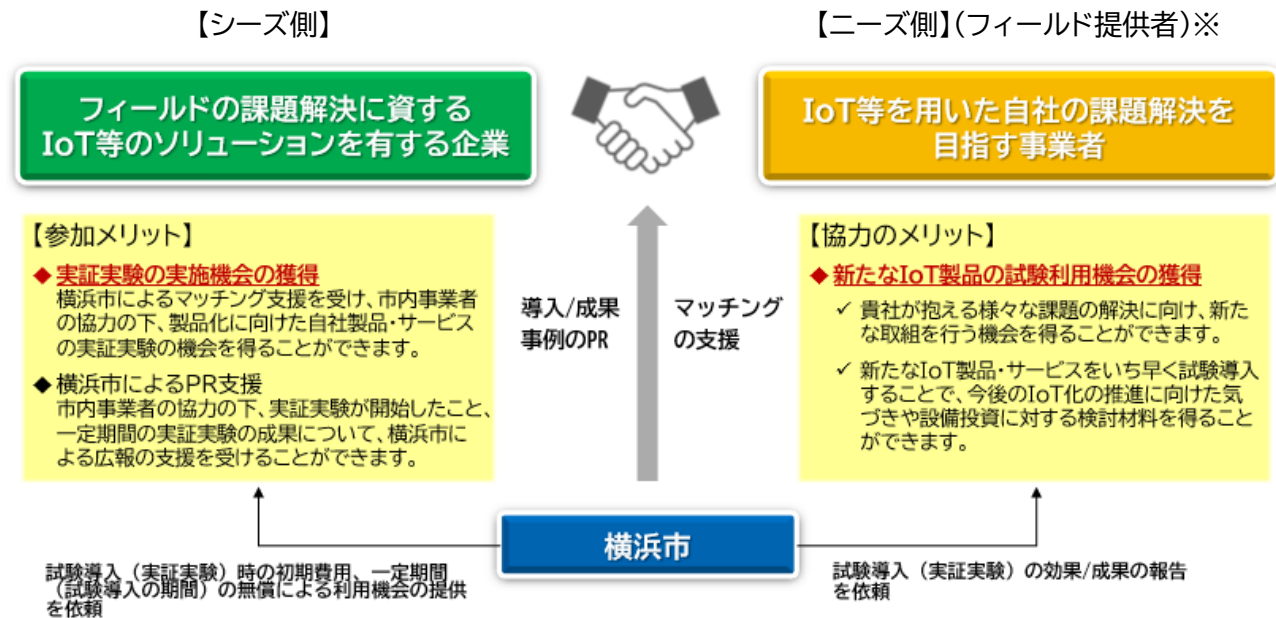 【シーズ側】
【ニーズ側】(フィールド提供者)※
フィールドの課題解決に資する
IoT等のソリューションを有する企業
IoT等を用いた自社の課題解決を
目指す事業者
【参加メリット】
◆ 実証実験の実施機会の獲得
横浜市によるマッチング支援を受け、市内事業者
の協力の下、製品化に向けた自社製品・サービス
の実証実験の機会を得ることができます。
◆ 横浜市によるPR支援
市内事業者の協力の下、実証実験が開始したこと、
一定期間の実証実験の成果について、横浜市に
よる広報の支援を受けることができます。
導入/成果
事例のPR
マッチング
の支援
【協力のメリット】
◆ 新たなIoT製品の試験利用機会の獲得
✓ 貴社が抱える様々な課題の解決に向け、新た
な取組を行う機会を得ることができます。
✓ 新たなIoT製品・サービスをいち早く試験導入
することで、今後のIoT化の推進に向けた気
づきや設備投資に対する検討材料を得ること
ができます。
横浜市
試験導入（実証実験）時の初期費用、一定期間
（試験導入の期間）の無償による利用機会の提供
を依頼
試験導入（実証実験）の効果/成果の報告
を依頼